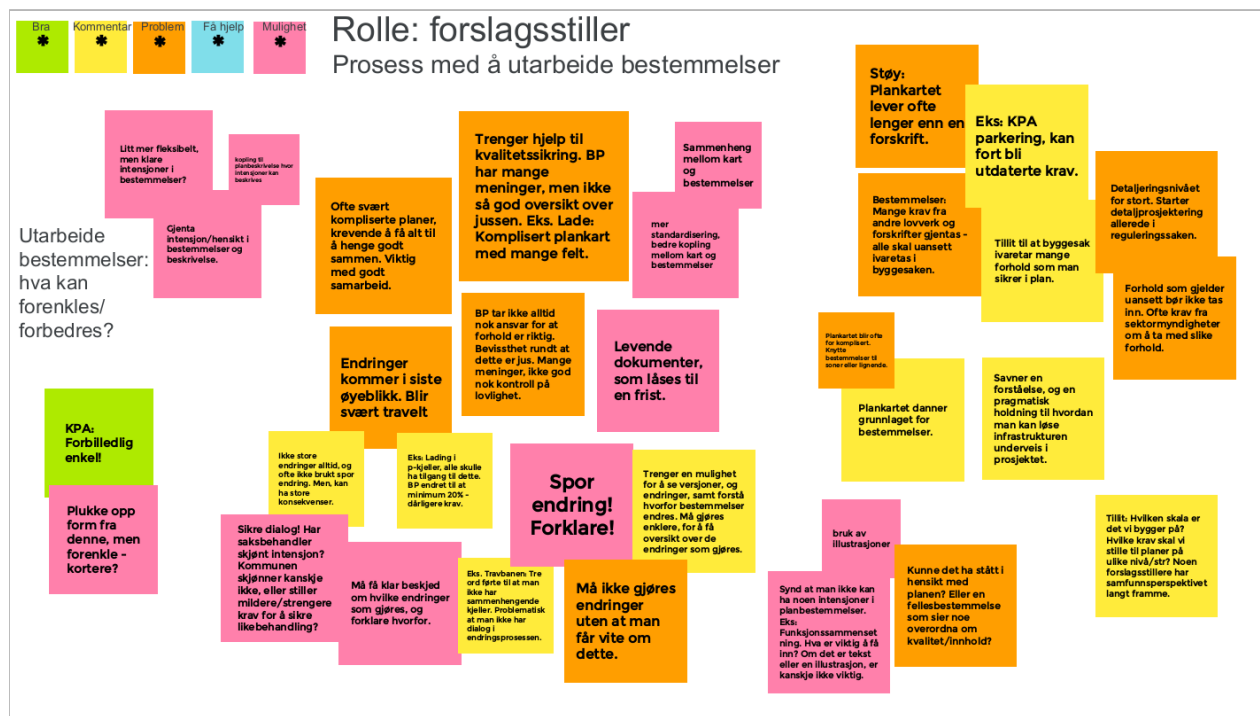 Bra
*
Kommentar
*
Problem
*
Få hjelp
*
Mulighet
*
Rolle: forslagsstiller
Prosess med å utarbeide bestemmelser
Utarbeide
bestemmelser:
hva kan
forenkles/
forbedres?
Litt mer fleksibelt,
men klare
intensjoner i
bestemmelser?
kopling til
planbeskrivelse hvor
intensjoner kan
beskrives
Gjenta
intensjon/hensikt i
bestemmelser og
beskrivelse.
Ofte svært
kompliserte planer,
krevende å få alt til
å henge godt
sammen. Viktig
med godt
samarbeid.
Trenger hjelp til
kvalitetssikring. BP
har mange
meninger, men ikke
så god oversikt over
jussen. Eks. Lade:
Komplisert plankart
med mange felt.
Sammenheng
mellom kart
og
bestemmelser
mer
standardisering,
bedre kopling
mellom kart og
bestemmelser
BP tar ikke alltid
nok ansvar for at
forhold er riktig.
Bevissthet rundt at
dette er jus. Mange
meninger, ikke god
nok kontroll på
lovlighet.
Levende
dokumenter,
som låses til
en frist.
Endringer
kommer i siste
øyeblikk. Blir
svært travelt
KPA:
Forbilledlig
enkel!
Plukke opp
form fra
denne, men
forenkle -
kortere?
Ikke store
endringer alltid, og
ofte ikke brukt spor
endring. Men, kan
ha store
konsekvenser.
Eks: Lading i
p-kjeller, alle skulle
ha tilgang til dette.
BP endret til at
minimum 20% -
dårligere krav.
Spor
endring!
Forklare!
Trenger en mulighet
for å se versjoner, og
endringer, samt forstå
hvorfor bestemmelser
endres. Må gjøres
enklere, for å få
oversikt over de
endringer som gjøres.
Sikre dialog! Har
saksbehandler
skjønt intensjon?
Kommunen
skjønner kanskje
ikke, eller stiller
mildere/strengere
krav for å sikre
likebehandling?
Må få klar beskjed
om hvilke endringer
som gjøres, og
forklare hvorfor.
Eks. Travbanen: Tre
ord førte til at man
ikke har
sammenhengende
kjeller. Problematisk
at man ikke har
dialog i
endringsprosessen.
Må ikke gjøres
endringer
uten at man
får vite om
dette.
Støy:
Plankartet
lever ofte
lenger enn en
forskrift.
Eks: KPA
parkering, kan
fort bli
utdaterte krav.
Bestemmelser:
Mange krav fra
andre lovverk og
forskrifter gjentas -
alle skal uansett
ivaretas i
byggesaken.
Tillit til at byggesak
ivaretar mange
forhold som man
sikrer i plan.
Detaljeringsnivået
for stort. Starter
detaljprosjektering
allerede i
reguleringssaken.
Forhold som gjelder
uansett bør ikke tas
inn. Ofte krav fra
sektormyndigheter
om å ta med slike
forhold.
Plankartet blir ofte
for komplisert.
Knytte
bestemmelser til
soner eller lignende.
Plankartet danner
grunnlaget for
bestemmelser.
Savner en
forståelse, og en
pragmatisk
holdning til hvordan
man kan løse
infrastrukturen
underveis i
prosjektet.
bruk av
illustrasjoner
Synd at man ikke kan
ha noen intensjoner i
planbestemmelser.
Eks:
Funksjonssammenset
ning. Hva er viktig å få
inn? Om det er tekst
eller en illustrasjon, er
kanskje ikke viktig.
Kunne det ha stått i
hensikt med
planen? Eller en
fellesbestemmelse
som sier noe
overordna om
kvalitet/innhold?
Tillit: Hvilken skala er
det vi bygger på?
Hvilke krav skal vi
stille til planer på
ulike nivå/str? Noen
forslagsstillere har
samfunnsperspektivet
langt framme.